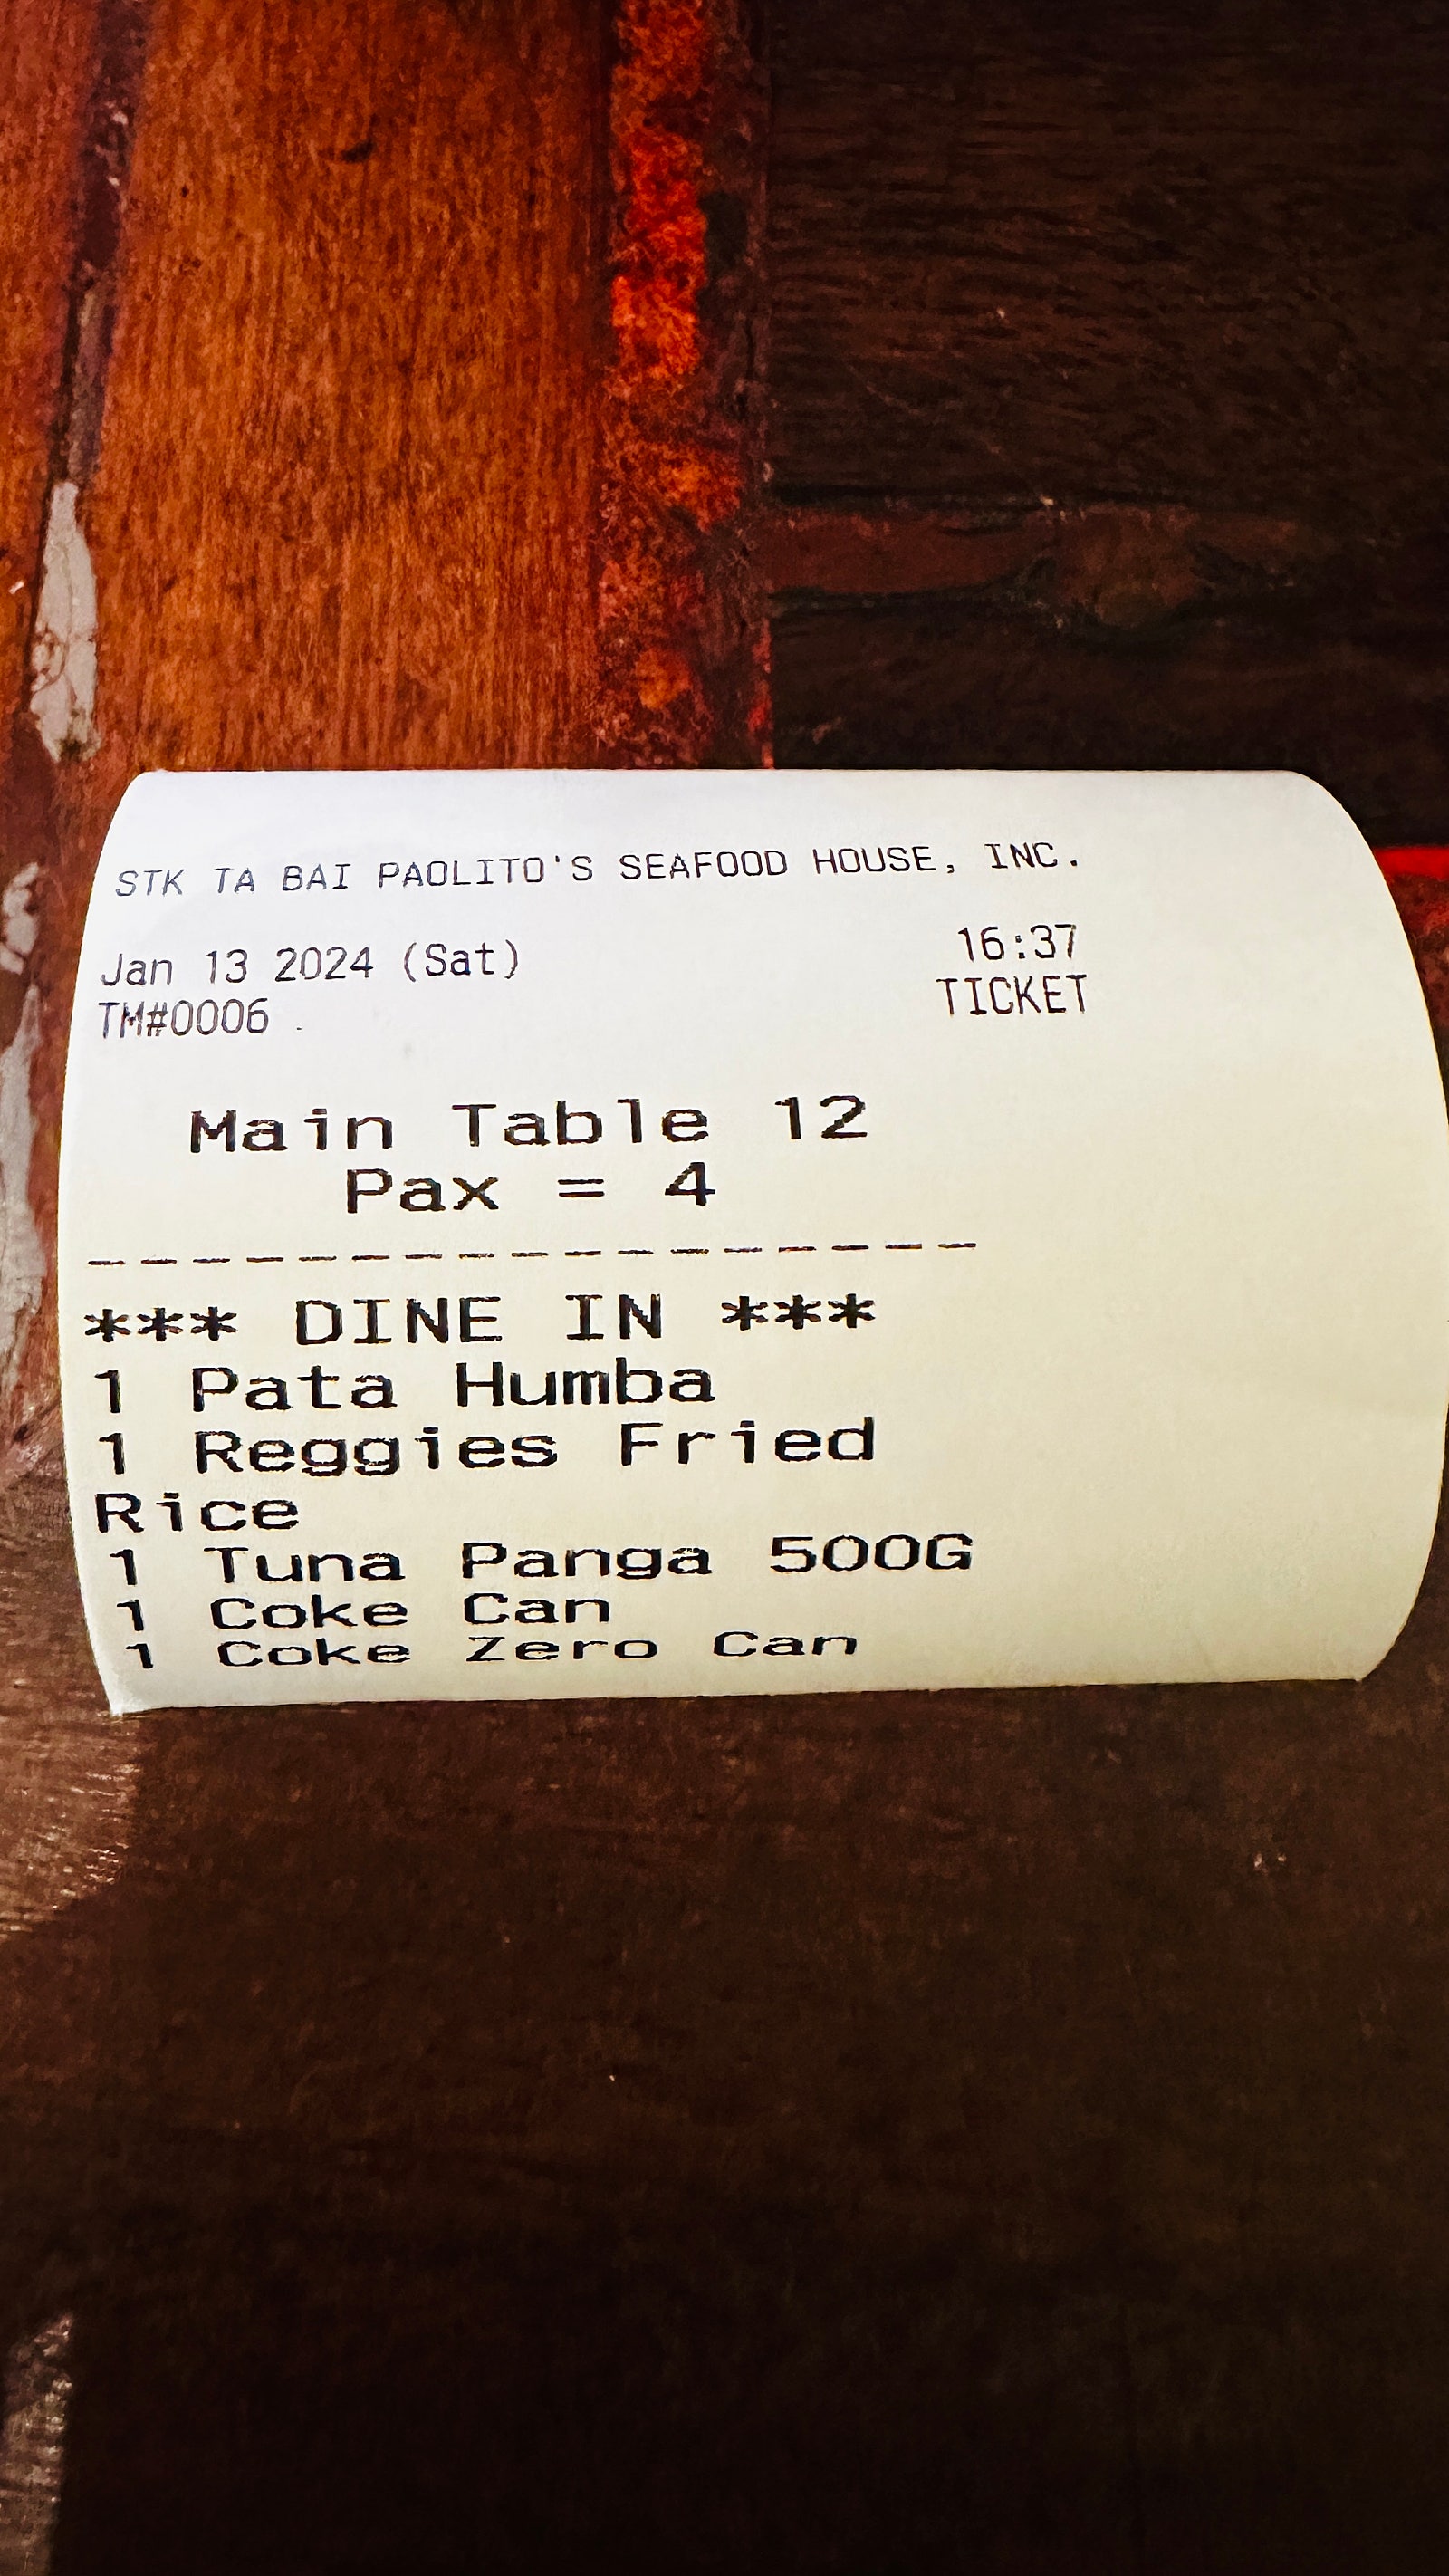 STK TA BAI PAOLITO'S SEAFOOD HOUSE, INC.
Jan 13 2024 (Sat) 16:37
TM#0006 TICKET
Main Table 12
Pax = 4
-----------------
*** DINE IN ***
1 Pata Humba
1 Reggies Fried
Rice
1 Tuna Panga 500G
1 Coke Can
1 Coke Zero Can